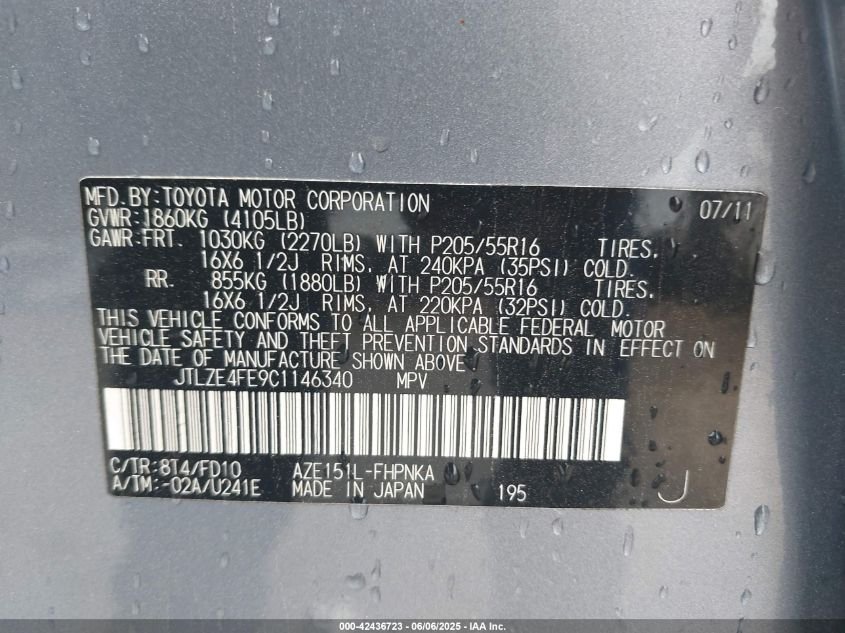 MFD.BY:TOYOTA MOTOR CORPORATION 07/11
GVWR:1860KG (4105LB)
GAWR:FRT. 1030KG (2270LB) WITH P205/55R16 TIRES,
16X6 1/2J RIMS, AT 240KPA (35PSI) COLD.
RR. 855KG (1880LB) WITH P205/55R16 TIRES,
16X6 1/2J RIMS, AT 220KPA (32PSI) COLD.
THIS VEHICLE CONFORMS TO ALL APPLICABLE FEDERAL MOTOR
VEHICLE SAFETY AND THEFT PREVENTION STANDARDS IN EFFECT ON
THE DATE OF MANUFACTURE SHOWN ABOVE.
JTLZE4FE9C1146340 MPV
C/TR:8T4/FD10 AZE151L-FHPNKA
A/TM:-02A/U241E MADE IN JAPAN 195 J
000-42436723 - 06/06/2025 - IAA Inc.